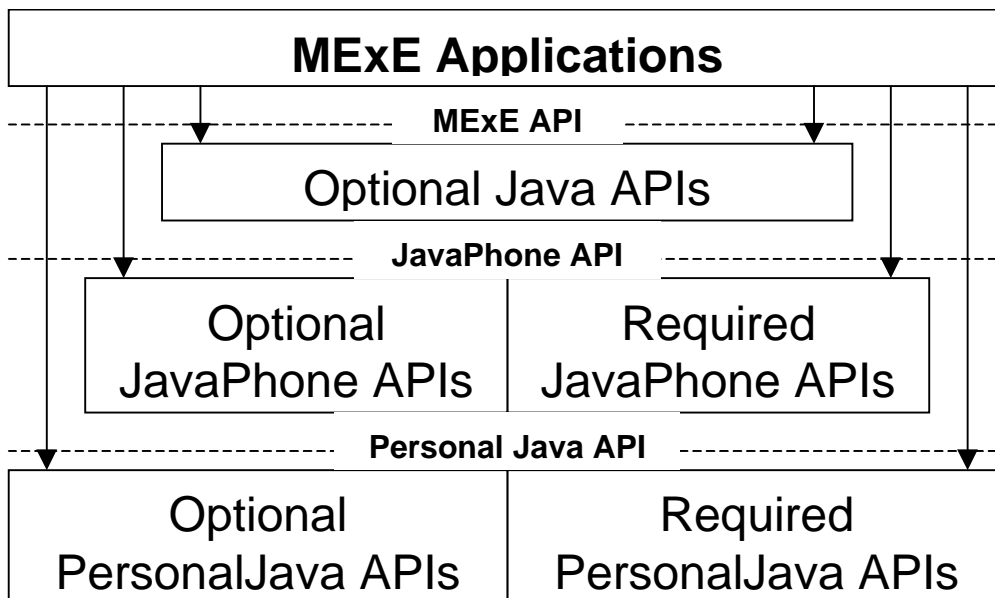 MExE Applications
MExE API
Optional Java APIs
JavaPhone API
Optional
JavaPhone APIs
Required
JavaPhone APIs
Personal Java API
Optional
PersonalJava APIs
Required
PersonalJava APIs